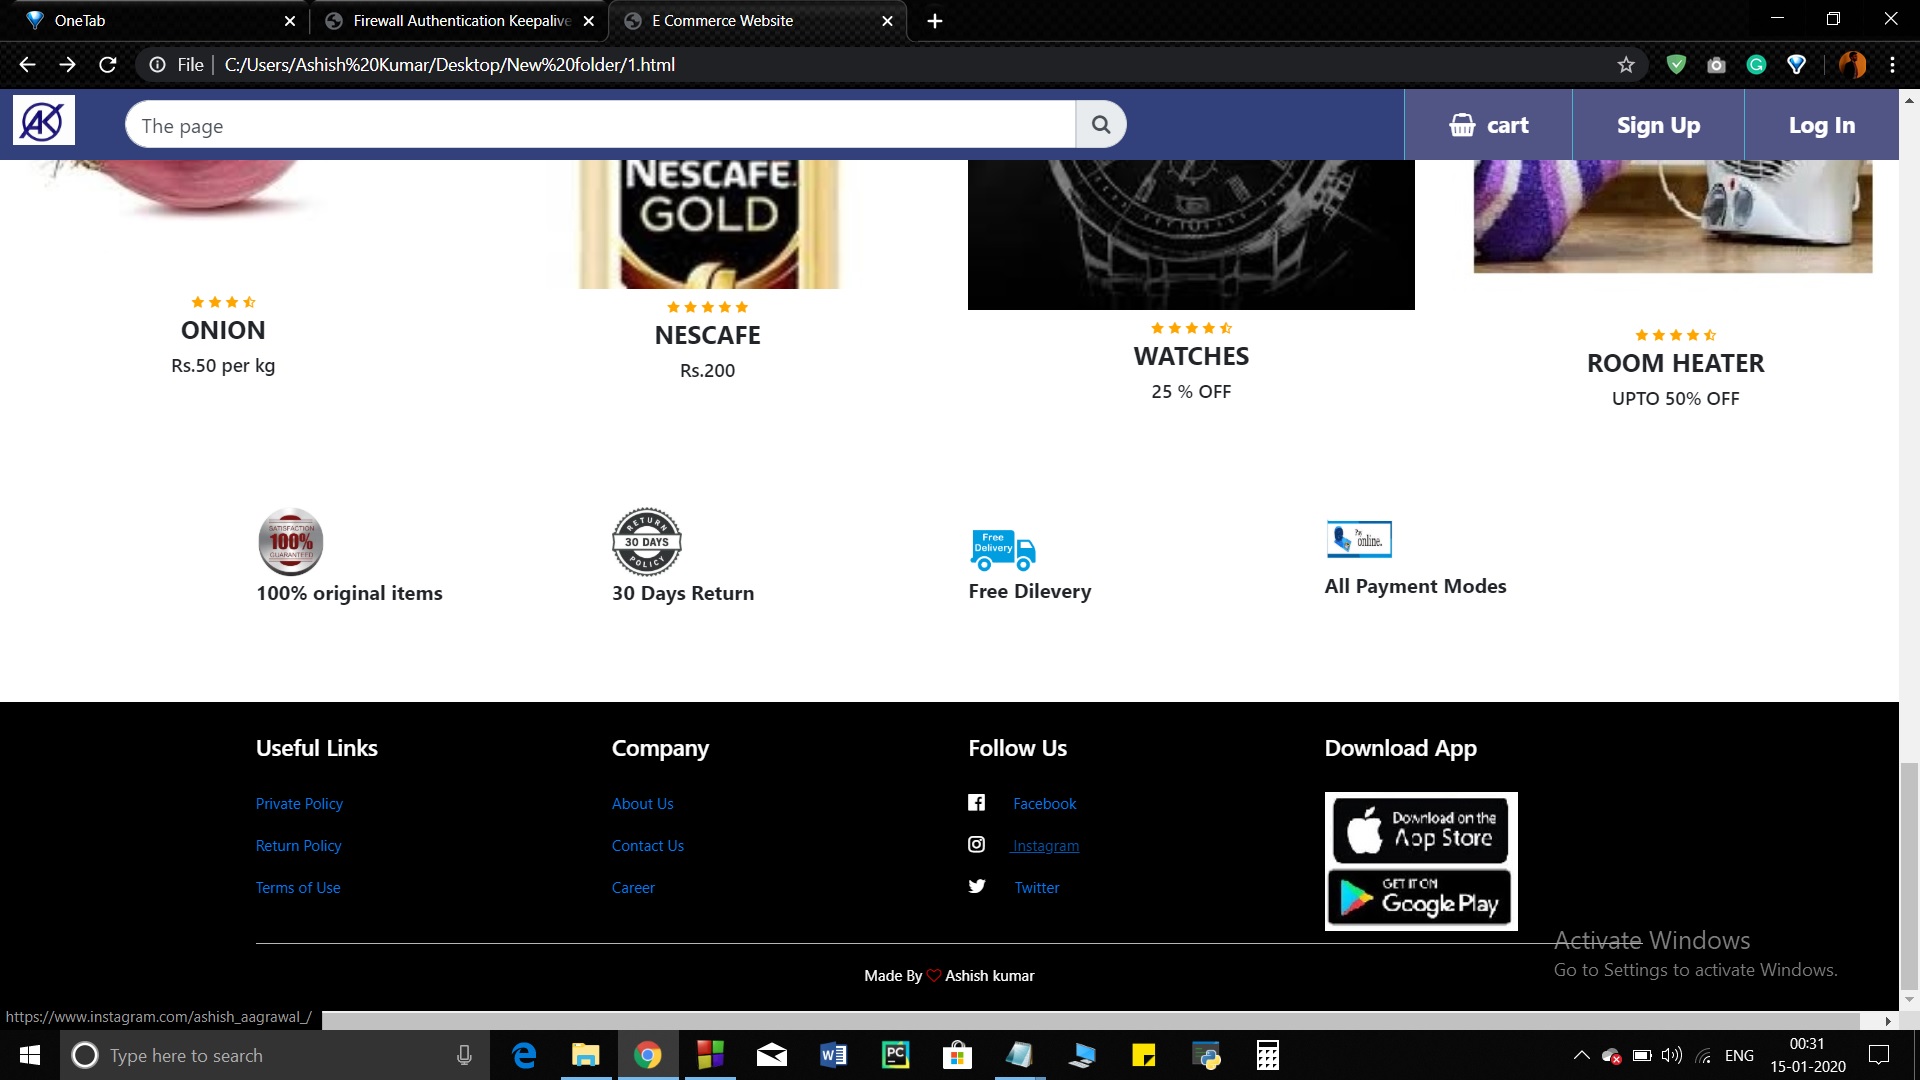 OneTab
Firewall Authentication Keepalive
E Commerce Website
File
C:/Users/Ashish%20Kumar/Desktop/New%20folder/1.html
AK
The page
cart
Sign Up
Log In
NESCAFE
GOLD
ONION
Rs.50 per kg
NESCAFE
Rs.200
WATCHES
25 % OFF
ROOM HEATER
UPTO 50% OFF
SATISFACTION
100%
GUARANTEED
100% original items
RETURN
30 DAYS
POLICY
30 Days Return
Free
Delivery
Free Dilevery
Pay
online.
All Payment Modes
Useful Links
Private Policy
Return Policy
Terms of Use
Company
About Us
Contact Us
Career
Follow Us
Facebook
Instagram
Twitter
Download App
Download on the
App Store
GET IT ON
Google Play
Made By
Ashish kumar
Activate Windows
Go to Settings to activate Windows.
https://www.instagram.com/ashish_aagrawal_/
Type here to search
PC
ENG
00:31
15-01-2020